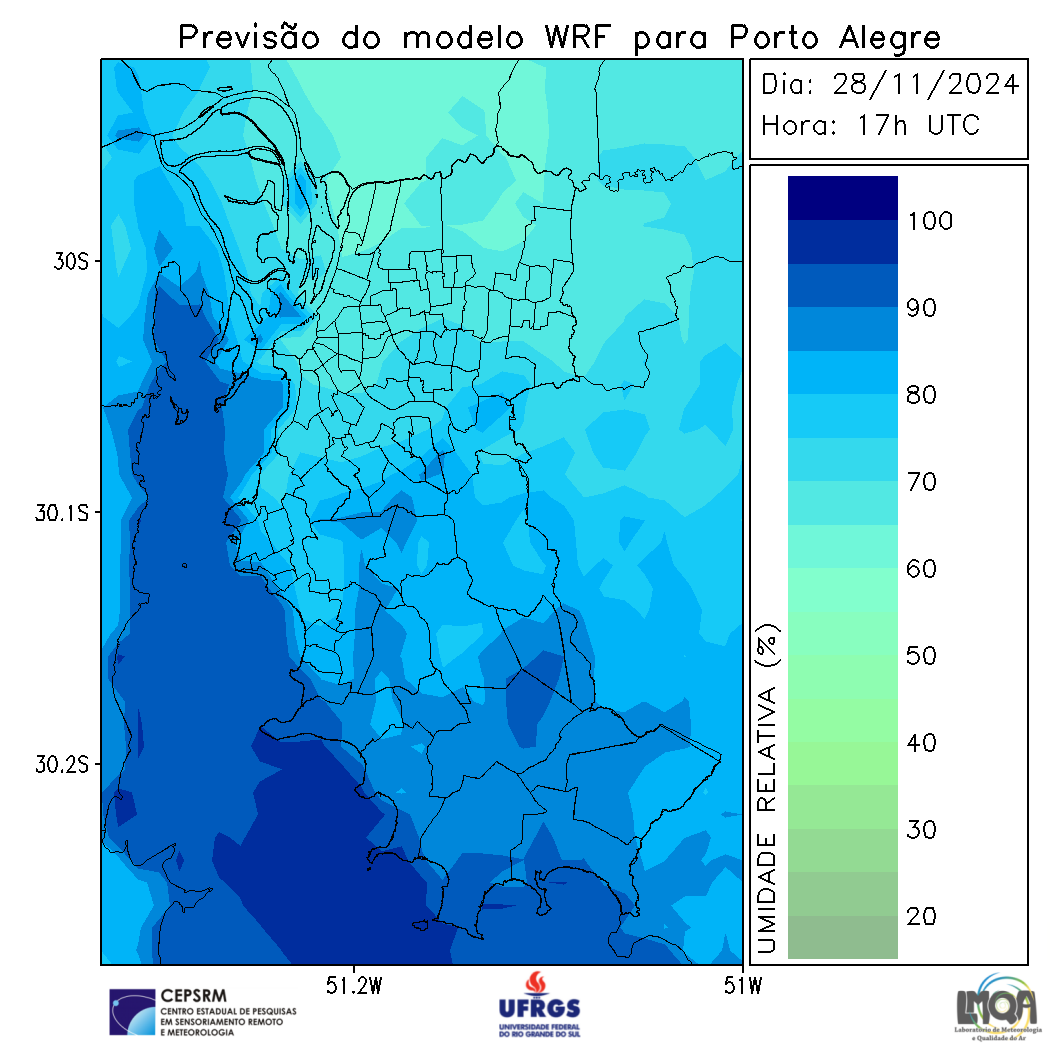 Previsão do modelo WRF para Porto Alegre
Dia: 28/11/2024
Hora: 17h UTC
100
90
80
70
60
50
40
30
20
UMIDADE RELATIVA (%)
30S
30.1S
30.2S
51.2W
51W
CEPSRM
CENTRO ESTADUAL DE PESQUISAS
EM SENSORIAMENTO REMOTO
E METEOROLOGIA
UFRGS
UNIVERSIDADE FEDERAL
DO RIO GRANDE DO SUL
LMQA
Laboratório de Meteorologia
e Qualidade do Ar